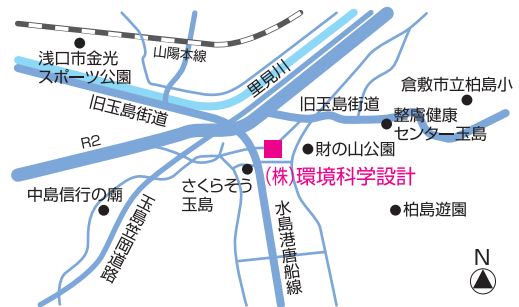 山陽本線
浅口市金光
スポーツ公園
里見川
旧玉島街道
旧玉島街道
倉敷市立柏島小
整膚健康
センター玉島
R2
財の山公園
(株)環境科学設計
さくらそう
玉島
中島信行の廟
玉島笠岡道路
水島港唐船線
柏島遊園
N